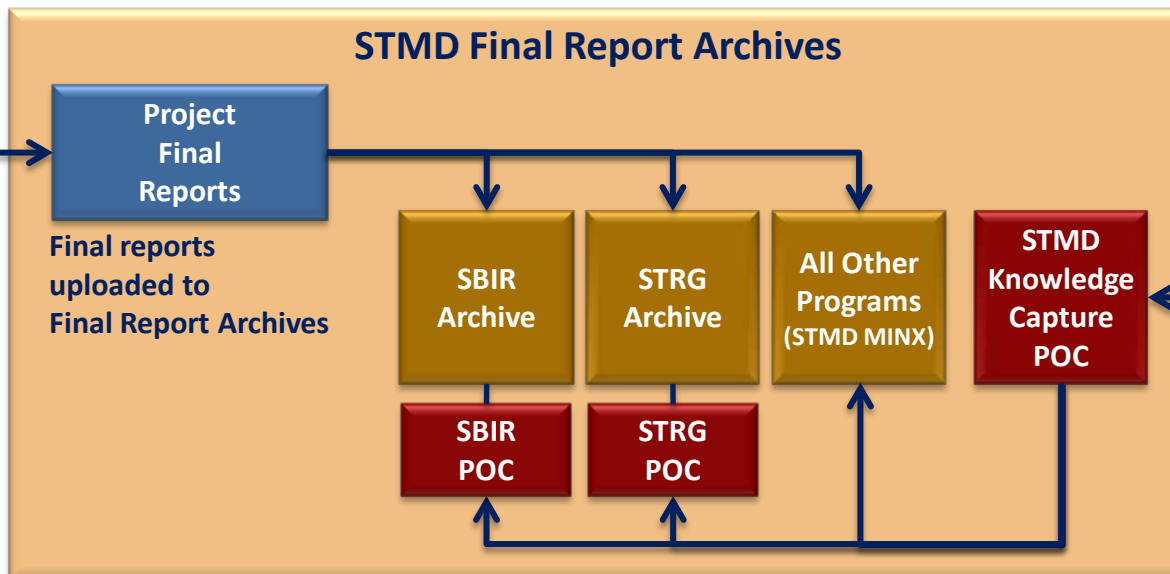 STMD Final Report Archives
Project
Final
Reports
Final reports
uploaded to
Final Report Archives
SBIR
Archive
STRG
Archive
All Other
Programs
(STMD MINX)
STMD
Knowledge
Capture
POC
SBIR
POC
STRG
POC